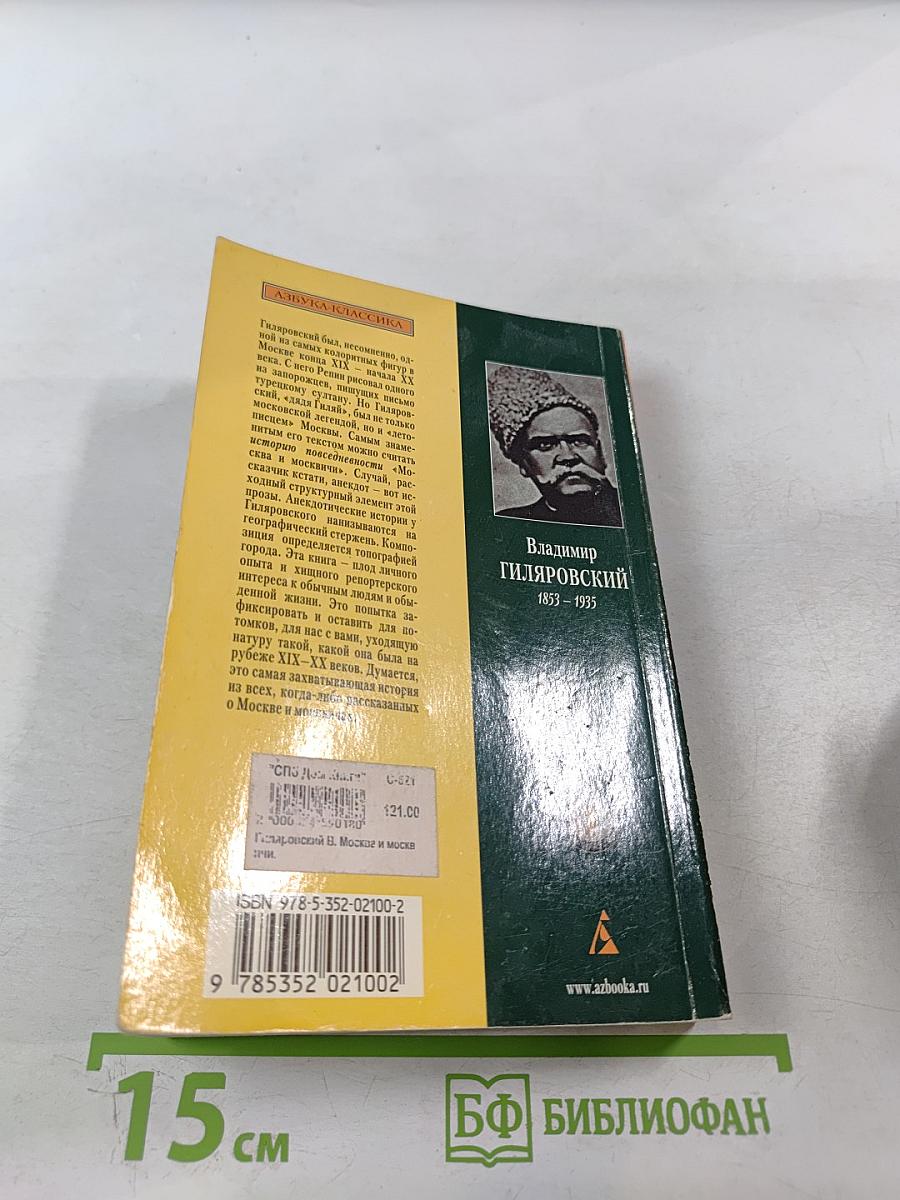 АЗБУКА-КЛАССИКА
Гиляровский был, несомненно, од-
ной из самых колоритных фигур в
Москве конца XIX – начала XX
века. С него Репин рисовал одного
из запорожцев, пишущих письмо
турецкому султану. Но Гиляров-
ский, «дядя Гиляй», был не только
московской легендой, но и «лето-
писцем» Москвы. Самым знаме-
нитым его текстом можно считать
историю повседневности «Мо-
сква и москвичи». Случай, рас-
сказчик кстати, анекдот – вот ис-
ходный структурный элемент этой
прозы. Анекдотические истории у
Гиляровского нанизываются на
географический стержень. Компо-
зиция определяется топографией
города. Эта книга – плод личного
опыта и хищного репортерского
интереса к обычным людям и обы-
денной жизни. Это попытка за-
фиксировать и оставить для по-
томков, для нас с вами, уходящую
натуру такой, какой она была на
рубеже XIX–XX веков. Думается,
это самая захватывающая история
из всех, когда-либо рассказанных
о Москве и москвичах.
"СПб Дом книги" С-521
121.00
Гиляровский В. Москва и москв
ичи.
ISBN 978-5-352-02100-2
9 785352 021002
Владимир
ГИЛЯРОВСКИЙ
1853 – 1935
www.azbooka.ru
15 см
БФ БИБЛИОФАН